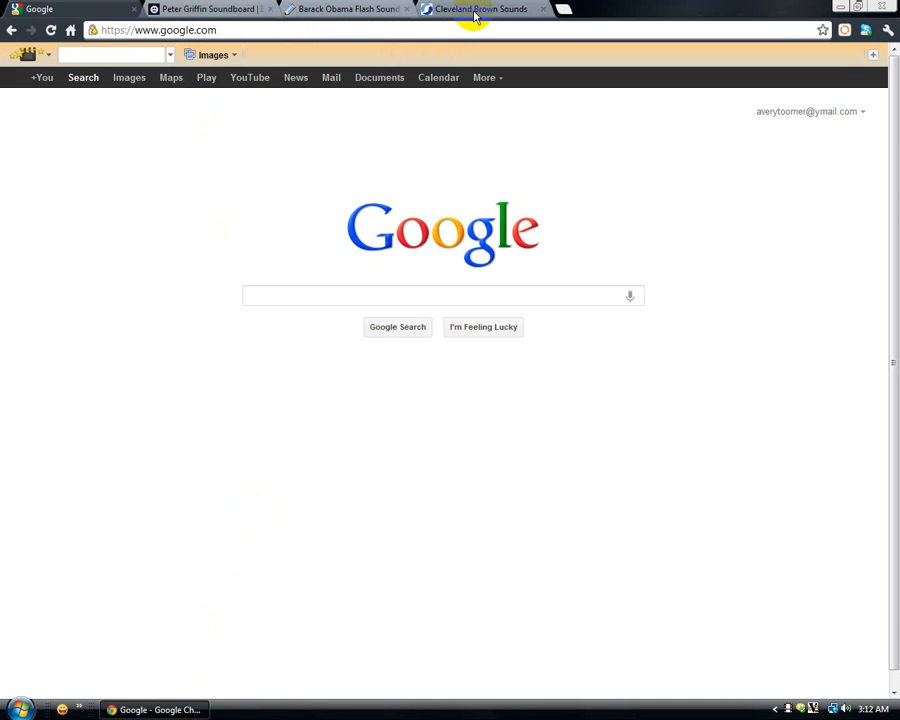 Google
Peter Griffin Soundboard |
Barack Obama Flash Sound
Cleveland Brown Sounds
https://www.google.com
Images
+You Search Images Maps Play YouTube News Mail Documents Calendar More
averytoomer@ymail.com
Google
Google Search
I'm Feeling Lucky
Google - Google Ch...
3:12 AM